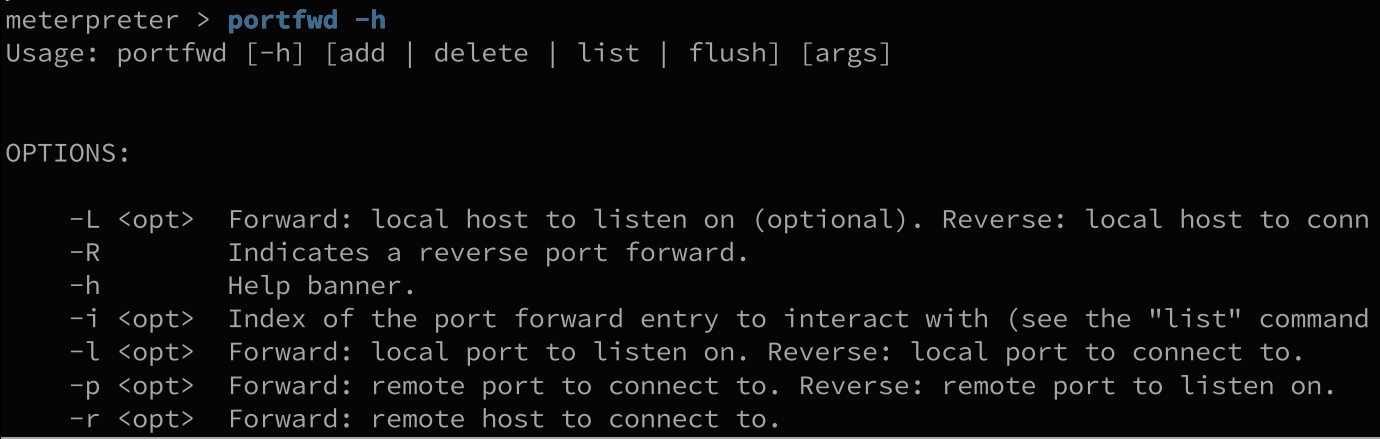 meterpreter > portfwd -h
Usage: portfwd [-h] [add | delete | list | flush] [args]
OPTIONS:
-L <opt>  Forward: local host to listen on (optional). Reverse: local host to conn
-R        Indicates a reverse port forward.
-h        Help banner.
-i <opt>  Index of the port forward entry to interact with (see the "list" command
-l <opt>  Forward: local port to listen on. Reverse: local port to connect to.
-p <opt>  Forward: remote port to connect to. Reverse: remote port to listen on.
-r <opt>  Forward: remote host to connect to.